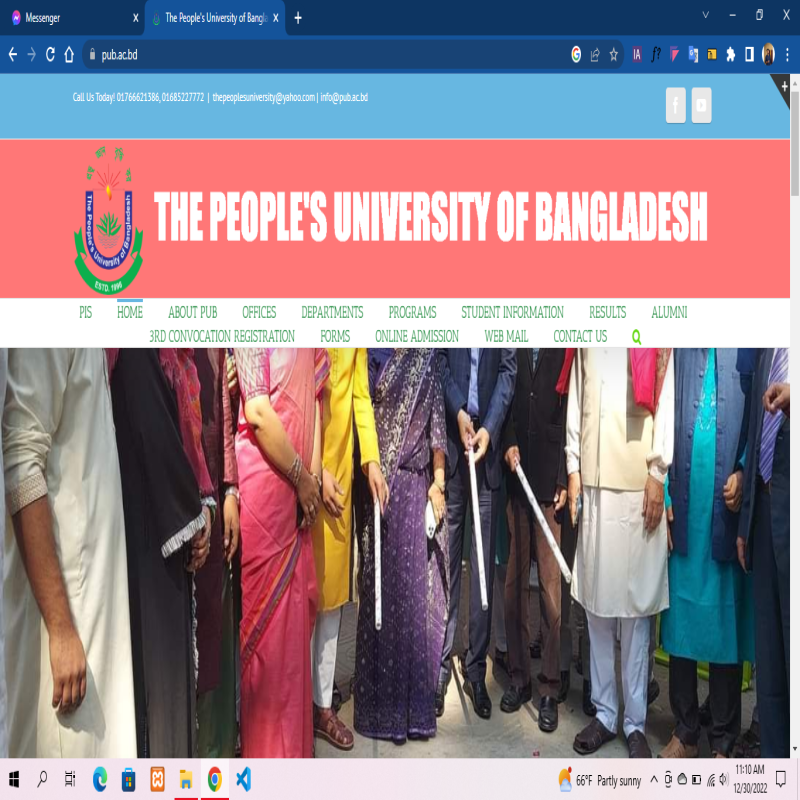 Messenger
The People's University of Bangla
pub.ac.bd
Call Us Today! 01766621386, 01685227772 | thepeoplesuniversity@yahoo.com | info@pub.ac.bd
The People's University of Bangladesh
ESTD. 1996
THE PEOPLE'S UNIVERSITY OF BANGLADESH
PIS HOME ABOUT PUB OFFICES DEPARTMENTS PROGRAMS STUDENT INFORMATION RESULTS ALUMNI
3RD CONVOCATION REGISTRATION FORMS ONLINE ADMISSION WEB MAIL CONTACT US
66°F Partly sunny
11:10 AM
12/30/2022